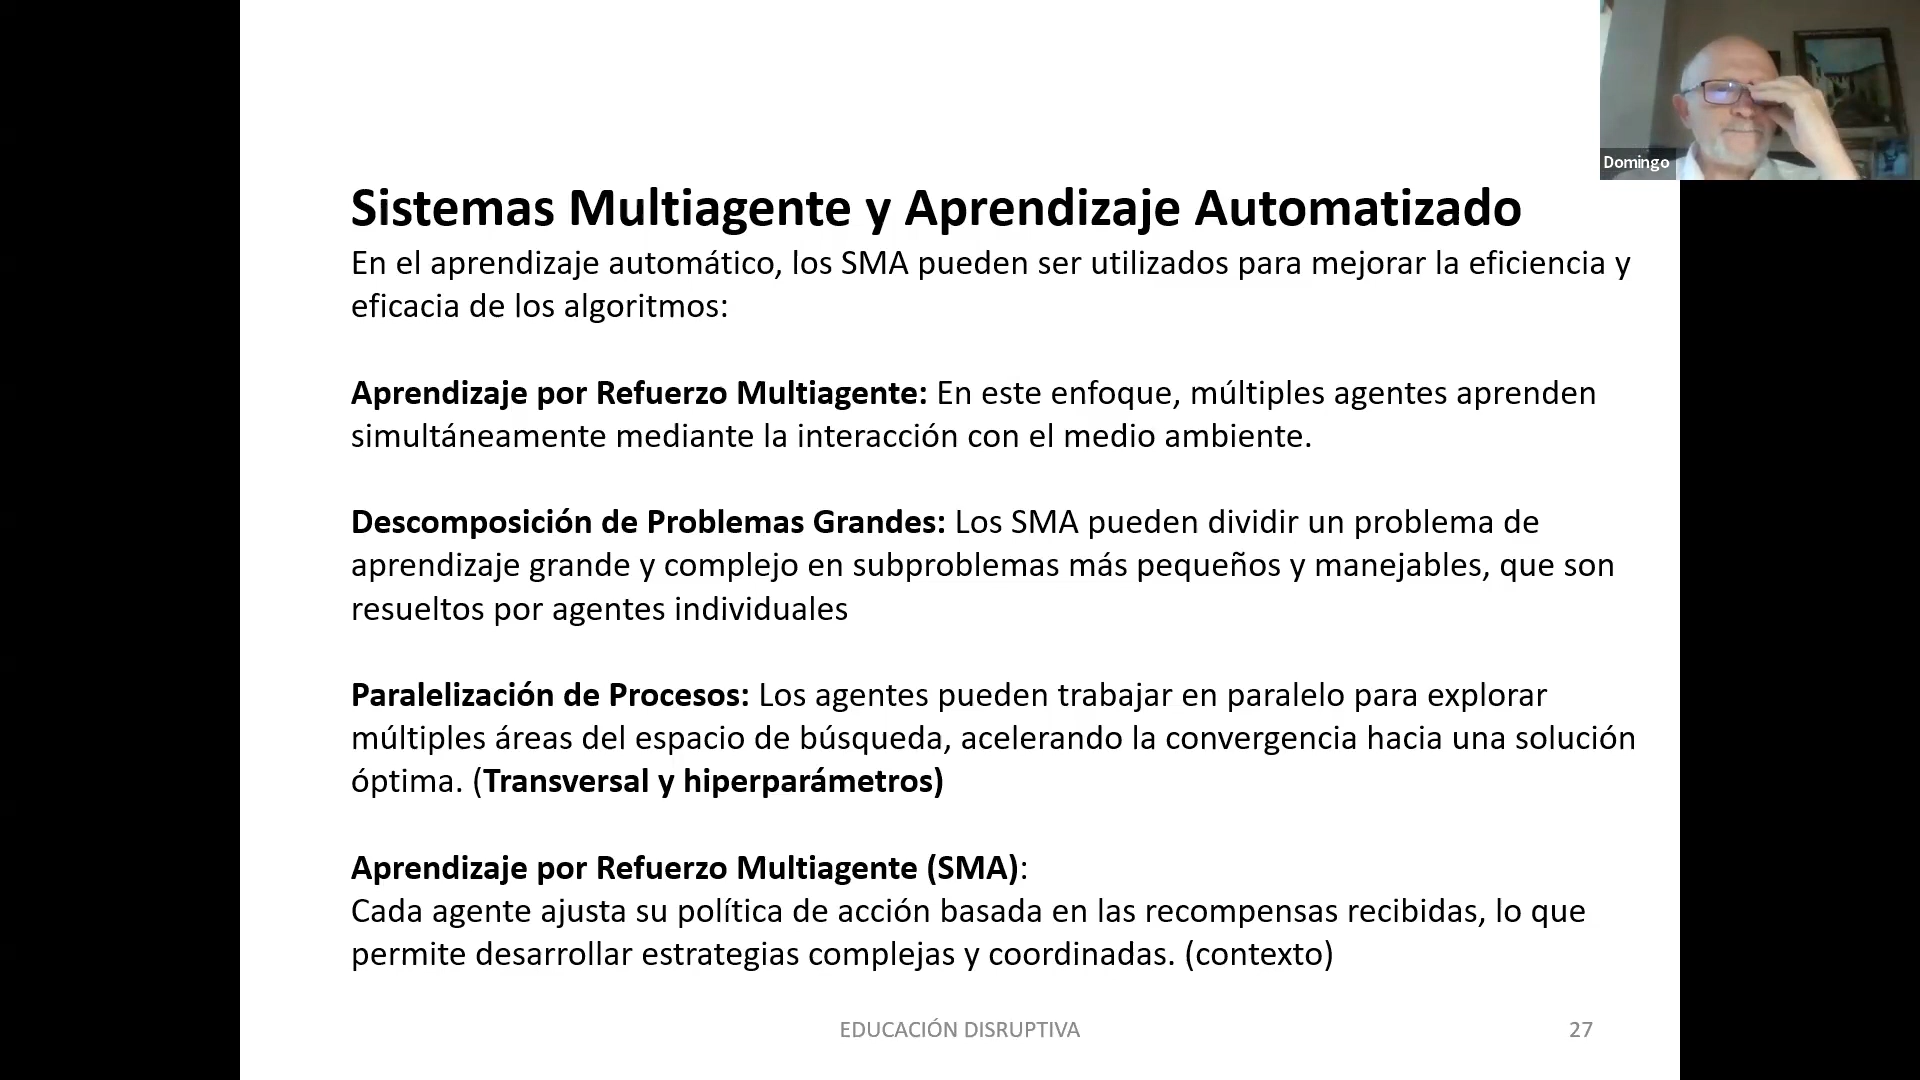 Domingo
Sistemas Multiagente y Aprendizaje Automatizado
En el aprendizaje automático, los SMA pueden ser utilizados para mejorar la eficiencia y
eficacia de los algoritmos:
Aprendizaje por Refuerzo Multiagente: En este enfoque, múltiples agentes aprenden
simultáneamente mediante la interacción con el medio ambiente.
Descomposición de Problemas Grandes: Los SMA pueden dividir un problema de
aprendizaje grande y complejo en subproblemas más pequeños y manejables, que son
resueltos por agentes individuales
Paralelización de Procesos: Los agentes pueden trabajar en paralelo para explorar
múltiples áreas del espacio de búsqueda, acelerando la convergencia hacia una solución
óptima. (Transversal y hiperparámetros)
Aprendizaje por Refuerzo Multiagente (SMA):
Cada agente ajusta su política de acción basada en las recompensas recibidas, lo que
permite desarrollar estrategias complejas y coordinadas. (contexto)
EDUCACIÓN DISRUPTIVA
27